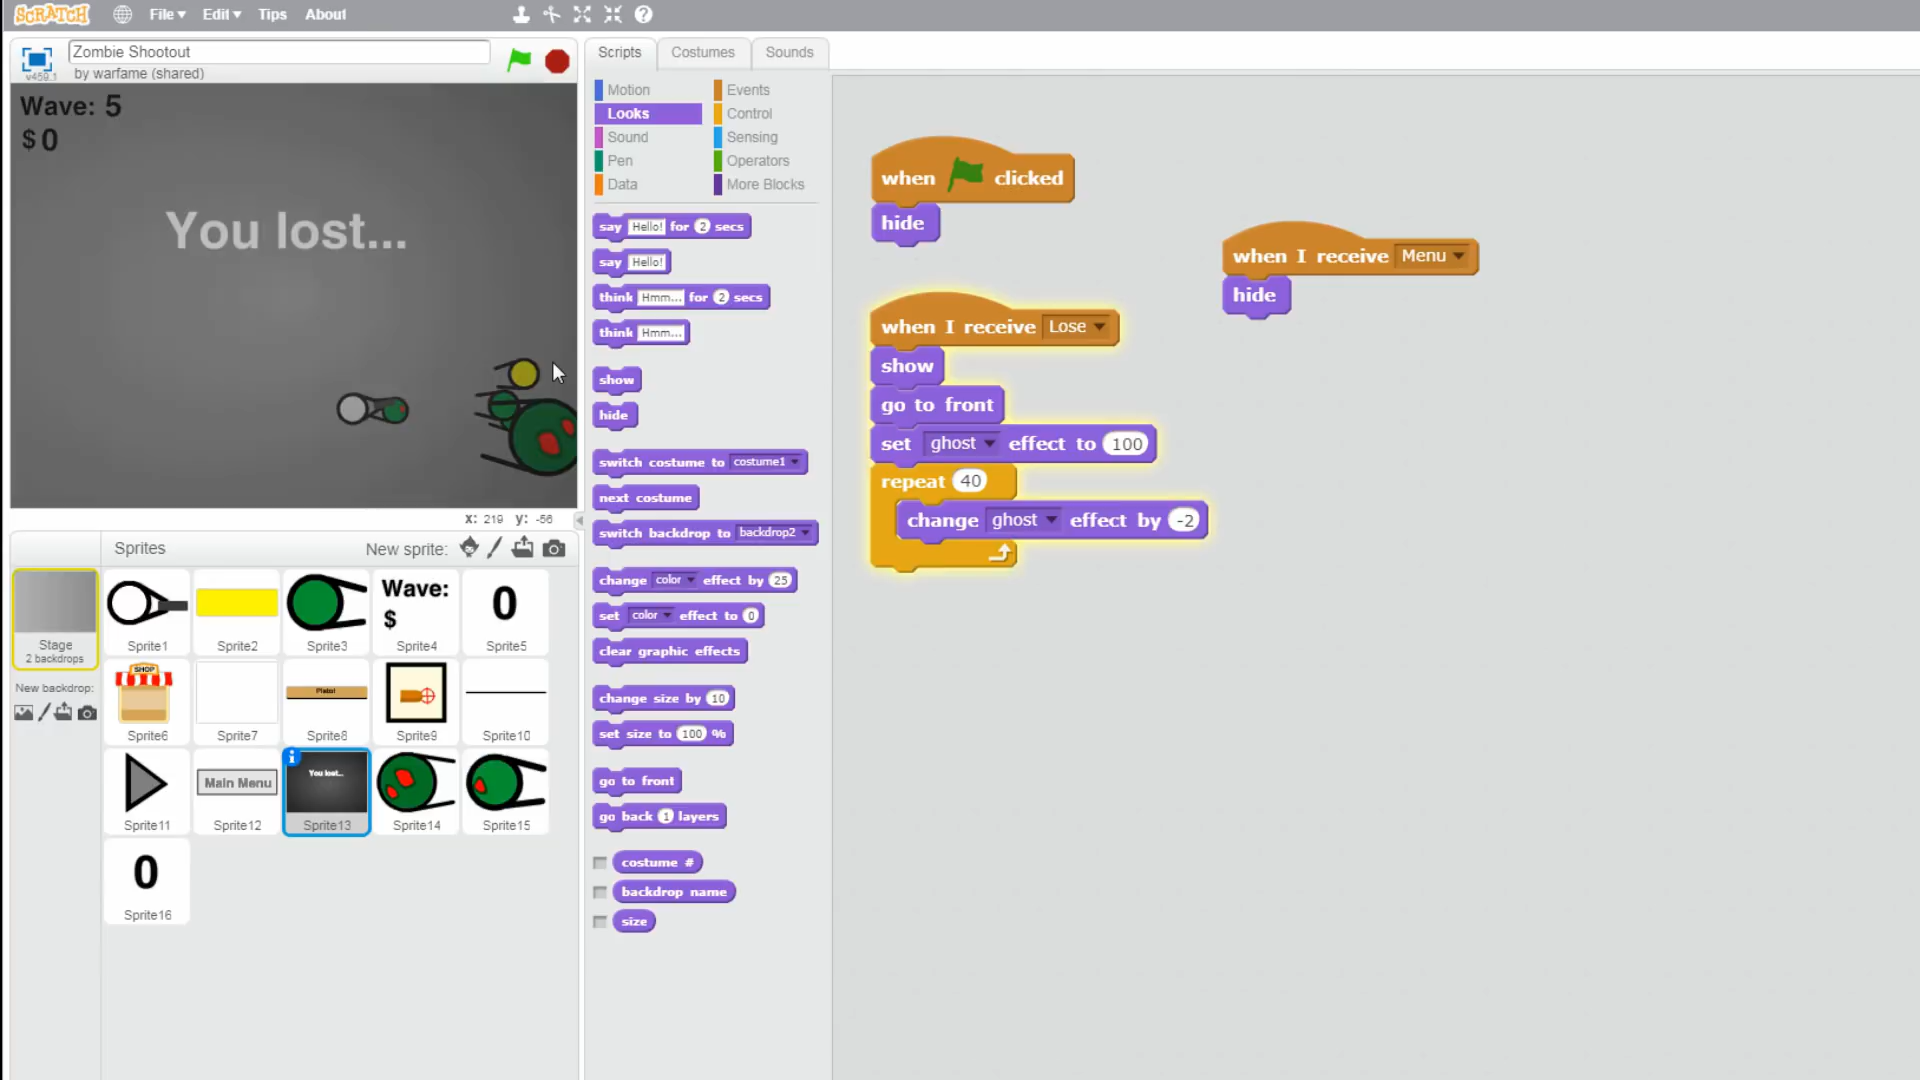 SCRATCH
File
Edit
Tips
About
v459.1
Zombie Shootout
by warfame (shared)
Wave: 5
$ 0
You lost...
x: 219 y: -56
Sprites
New sprite:
Stage
2 backdrops
New backdrop:
Sprite1
Sprite2
Sprite3
Wave:
$
Sprite4
0
Sprite5
SHOP
Sprite6
Sprite7
Pistol
Sprite8
Sprite9
Sprite10
Sprite11
Main Menu
Sprite12
You lost...
Sprite13
Sprite14
Sprite15
0
Sprite16
Scripts
Costumes
Sounds
Motion
Looks
Sound
Pen
Data
Events
Control
Sensing
Operators
More Blocks
say Hello! for 2 secs
say Hello!
think Hmm... for 2 secs
think Hmm...
show
hide
switch costume to costume1
next costume
switch backdrop to backdrop2
change color effect by 25
set color effect to 0
clear graphic effects
change size by 10
set size to 100 %
go to front
go back 1 layers
costume #
backdrop name
size
when clicked
hide
when I receive Lose
show
go to front
set ghost effect to 100
repeat 40
change ghost effect by -2
when I receive Menu
hide